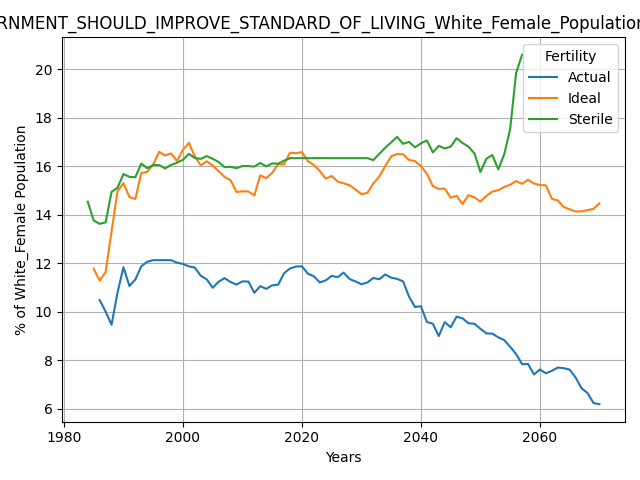 RNMENT_SHOULD_IMPROVE_STANDARD_OF_LIVING_White_Female_Population
Fertility
Actual
Ideal
Sterile
% of White_Female Population
20
18
16
14
12
10
8
6
1980
2000
2020
2040
2060
Years